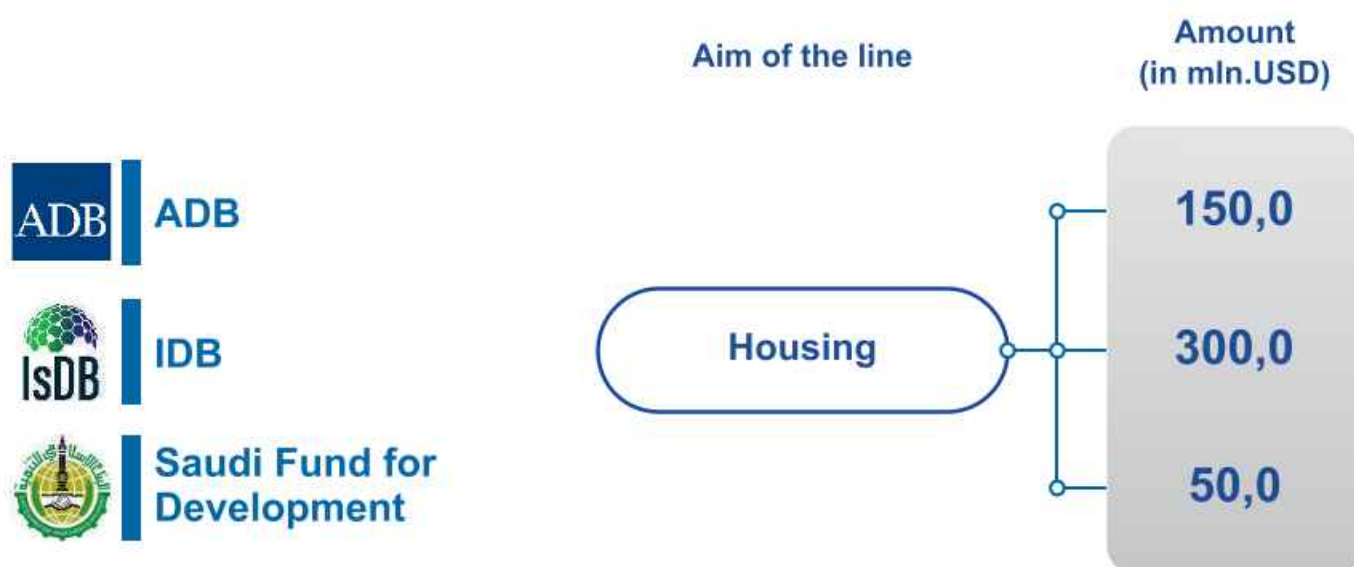 Aim of the line
Amount
(in mln.USD)
ADB
ADB
150,0
IsDB
IDB
Housing
300,0
Saudi Fund for
Development
50,0